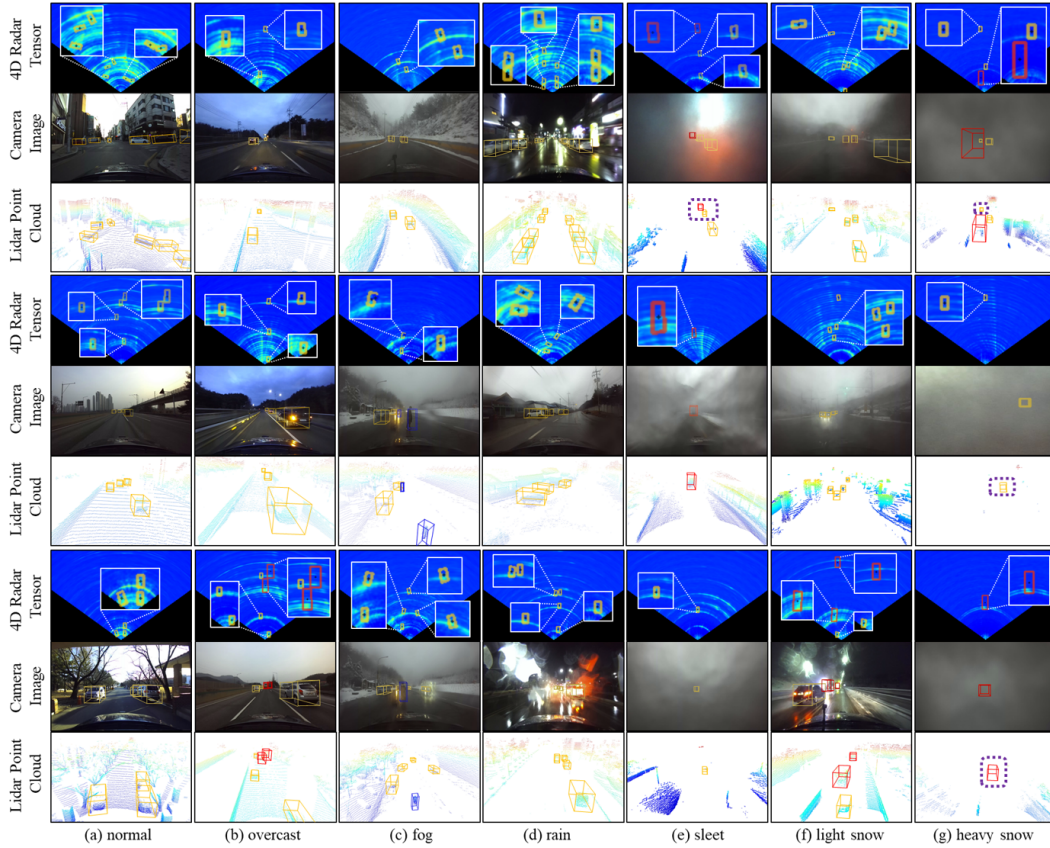 4D Radar
Tensor
Camera
Image
Lidar Point
Cloud
4D Radar
Tensor
Camera
Image
Lidar Point
Cloud
4D Radar
Tensor
Camera
Image
Lidar Point
Cloud
(a) normal
(b) overcast
(c) fog
(d) rain
(e) sleet
(f) light snow
(g) heavy snow